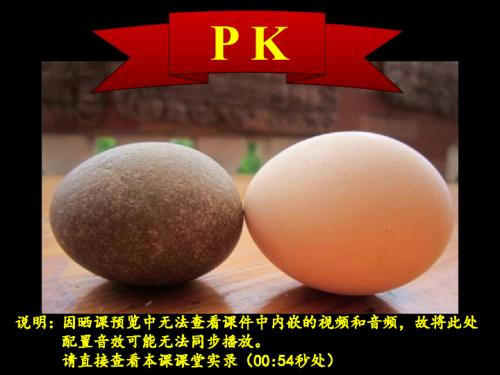 P K
说明：因晒课预览中无法查看课件中内嵌的视频和音频，故将此处
配置音效可能无法同步播放。
请直接查看本课课堂实录（00:54秒处）